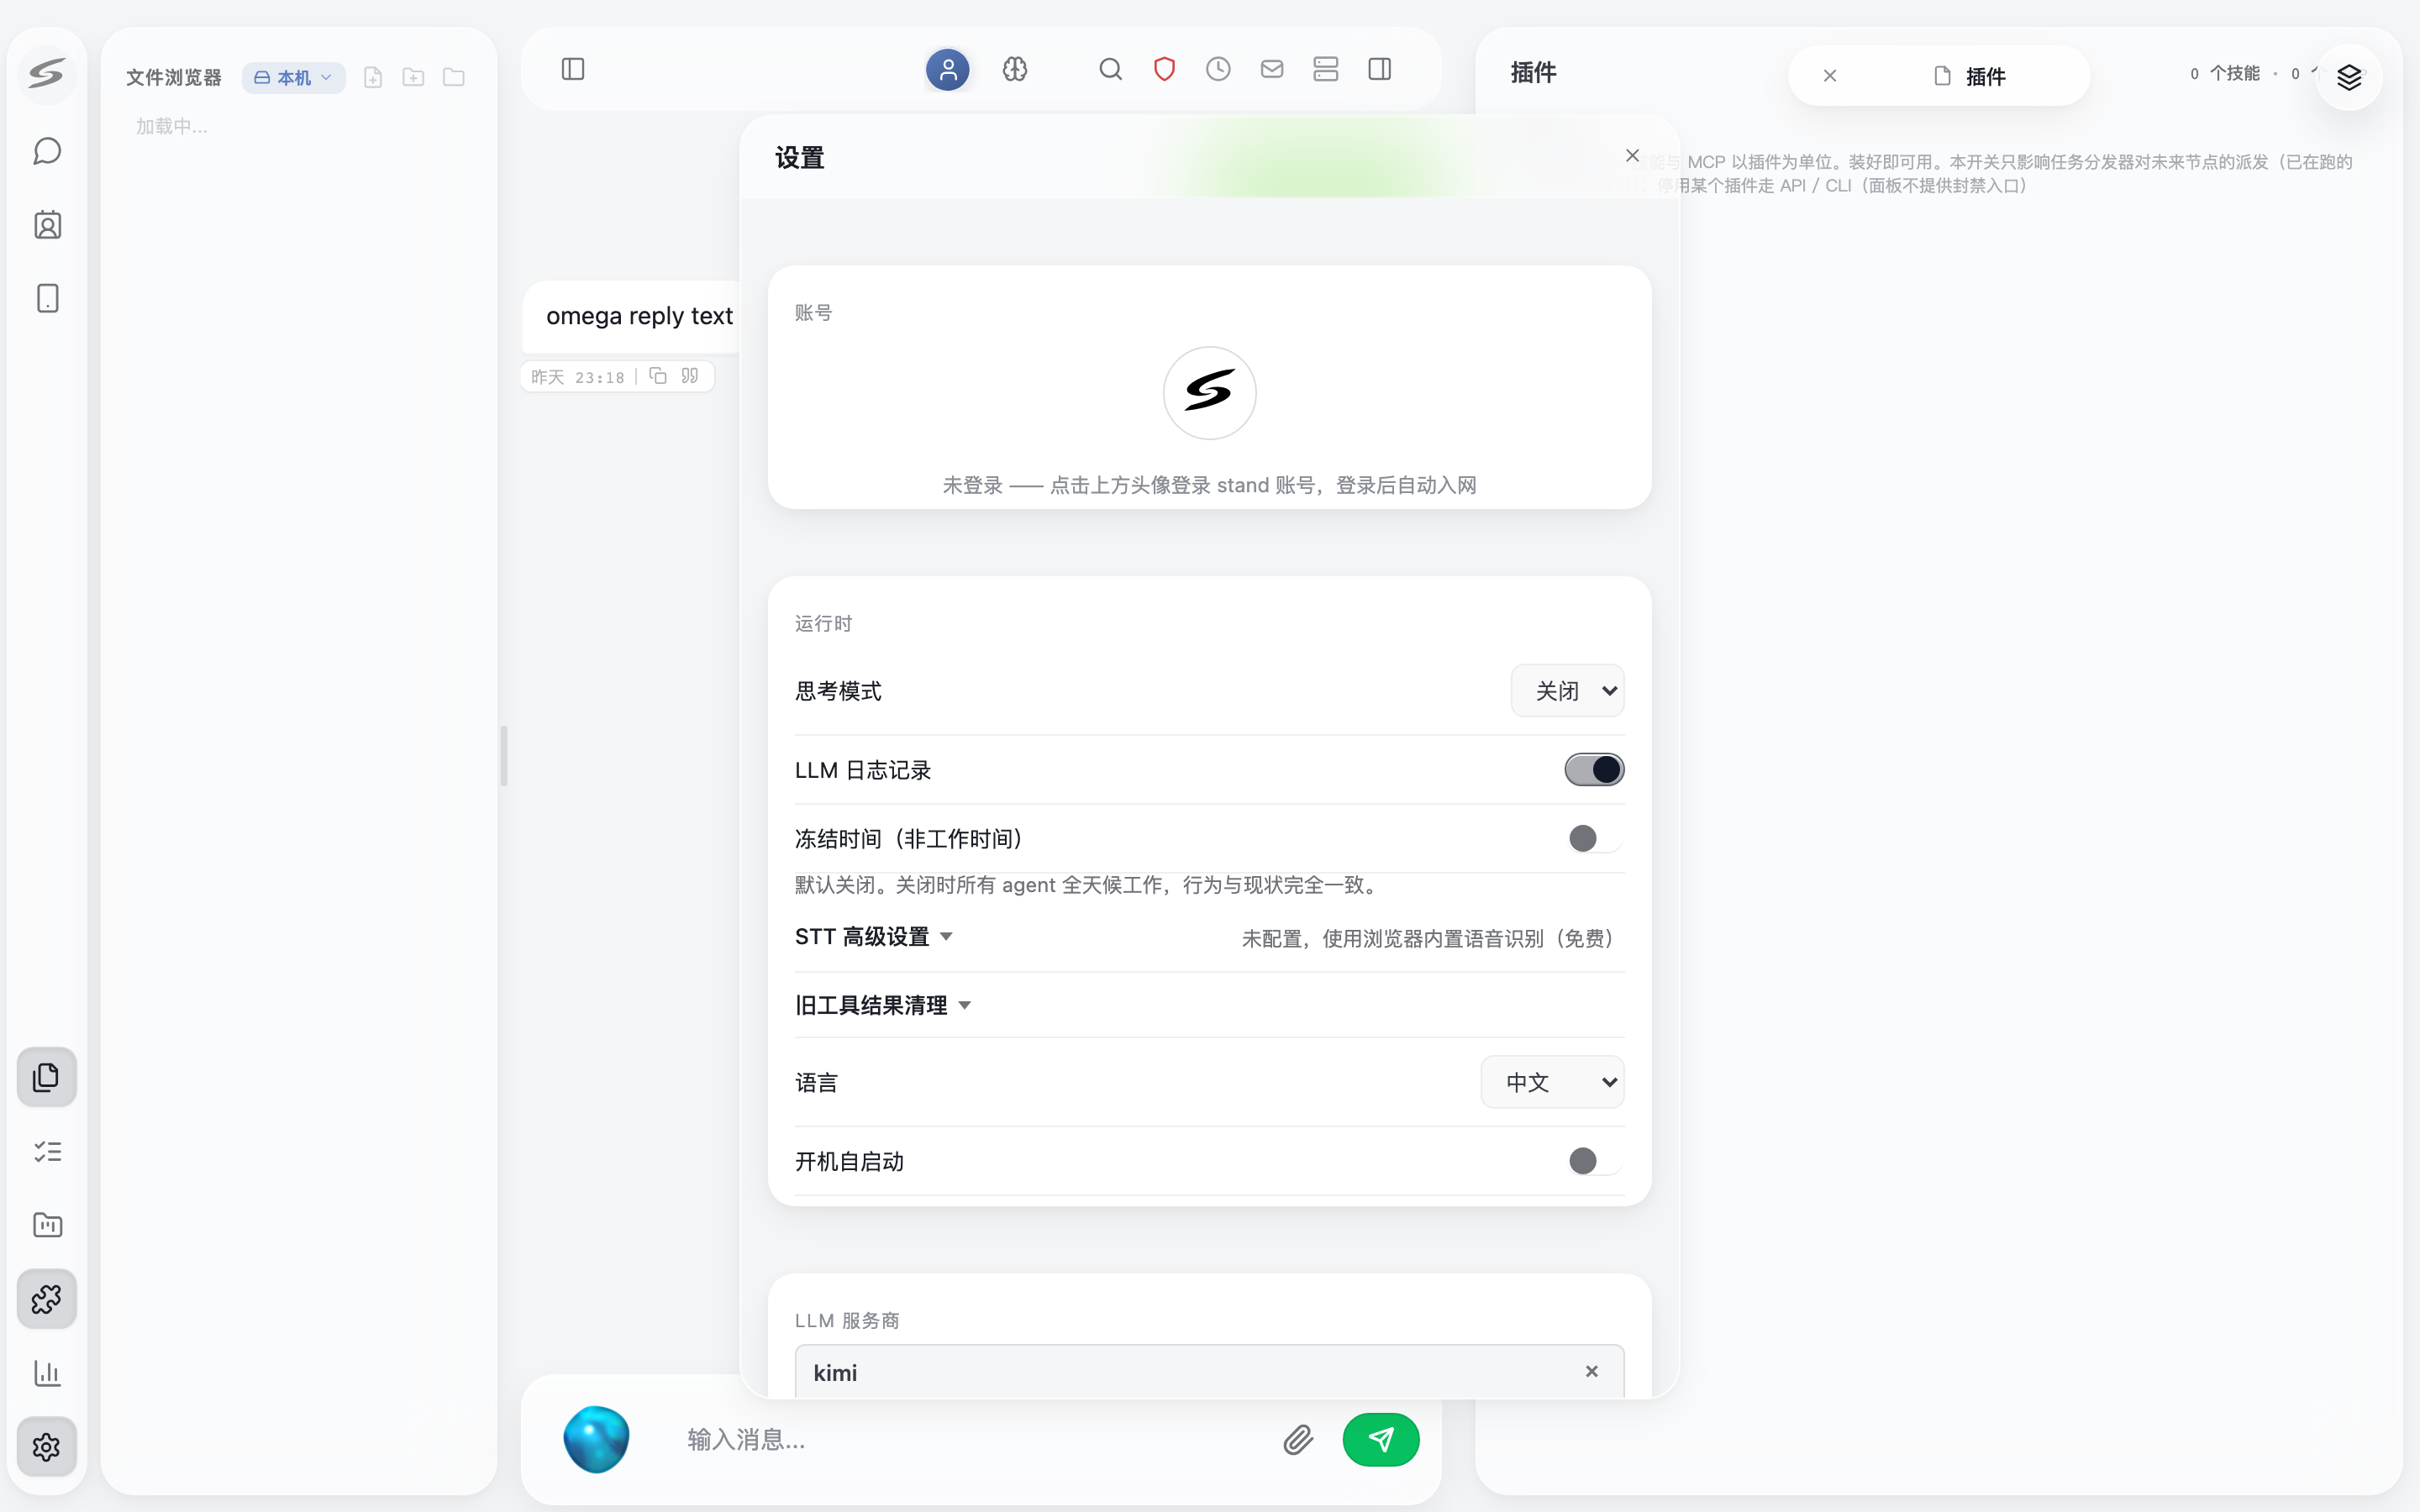 文件浏览器
本机
加载中...
omega reply text
昨天 23:18
设置
账号
未登录 —— 点击上方头像登录 stand 账号，登录后自动入网
运行时
思考模式
关闭
LLM 日志记录
冻结时间（非工作时间）
默认关闭。关闭时所有 agent 全天候工作，行为与现状完全一致。
STT 高级设置
未配置，使用浏览器内置语音识别（免费）
旧工具结果清理
语言
中文
开机自启动
LLM 服务商
kimi
输入消息...
插件
插件
0 个技能 · 0
能与 MCP 以插件为单位。装好即可用。本开关只影响任务分发器对未来节点的派发（已在跑的
停用某个插件走 API / CLI（面板不提供封禁入口）